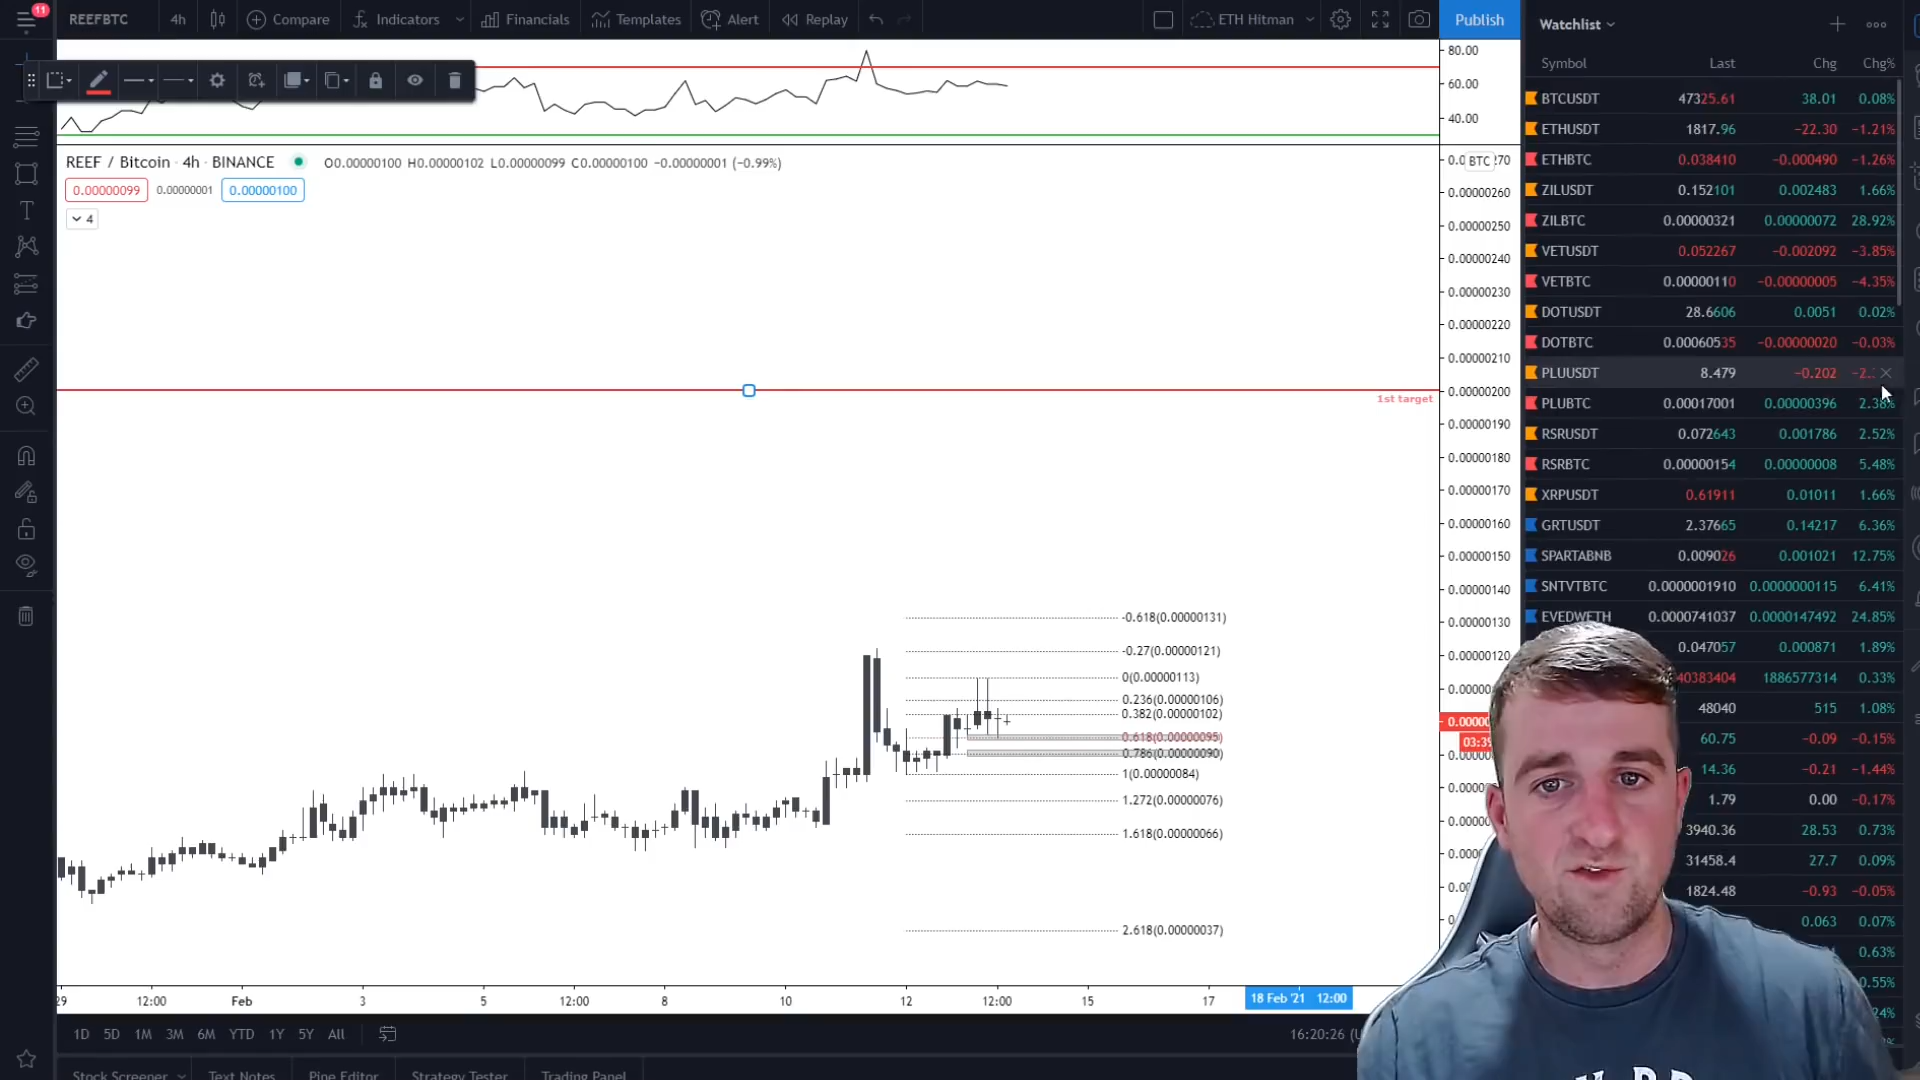 11
REEFBTC 4h Compare Indicators Financials Templates Alert Replay ETH Hitman Publish
Watchlist
Symbol Last Chg Chg%
80.00
60.00
40.00
REEF / Bitcoin · 4h · BINANCE O0.00000100 H0.00000102 L0.00000099 C0.00000100 −0.00000001 (−0.99%)
0.00000099 0.00000001 0.00000100
4
BTC
0.00000260
0.00000250
0.00000240
0.00000230
0.00000220
0.00000210
0.00000200
0.00000190
0.00000180
0.00000170
0.00000160
0.00000150
0.00000140
0.00000130
0.00000120
1st target
-0.618(0.00000131)
-0.27(0.00000121)
0(0.00000113)
0.236(0.00000106)
0.382(0.00000102)
0.618(0.00000095)
0.786(0.00000090)
1(0.00000084)
1.272(0.00000076)
1.618(0.00000066)
2.618(0.00000037)
BTCUSDT 47325.61 38.01 0.08%
ETHUSDT 1817.96 −22.30 −1.21%
ETHBTC 0.038410 −0.000490 −1.26%
ZILUSDT 0.152101 0.002483 1.66%
ZILBTC 0.00000321 0.00000072 28.92%
VETUSDT 0.052267 −0.002092 −3.85%
VETBTC 0.00000110 −0.00000005 −4.35%
DOTUSDT 28.6606 0.0051 0.02%
DOTBTC 0.00060535 −0.00000020 −0.03%
PLUUSDT 8.479 −0.202
PLUBTC 0.00017001 0.00000396 2.38%
RSRUSDT 0.072643 0.001786 2.52%
RSRBTC 0.00000154 0.00000008 5.48%
XRPUSDT 0.61911 0.01011 1.66%
GRTUSDT 2.37665 0.14217 6.36%
SPARTABNB 0.009026 0.001021 12.75%
SNTVTBTC 0.0000001910 0.0000000115 6.41%
EVEDWETH 0.0000741037 0.0000147492 24.85%
0.047057 0.000871 1.89%
40383404 1886577314 0.33%
48040 515 1.08%
60.75 −0.09 −0.15%
14.36 −0.21 −1.44%
1.79 0.00 −0.17%
3940.36 28.53 0.73%
31458.4 27.7 0.09%
1824.48 −0.93 −0.05%
0.063 0.07%
0.63%
29 12:00 Feb 3 5 12:00 8 10 12 12:00 15 17 18 Feb '21 12:00
1D 5D 1M 3M 6M YTD 1Y 5Y All 16:20:26
Stock Screener Text Notes Pine Editor Strategy Tester Trading Panel